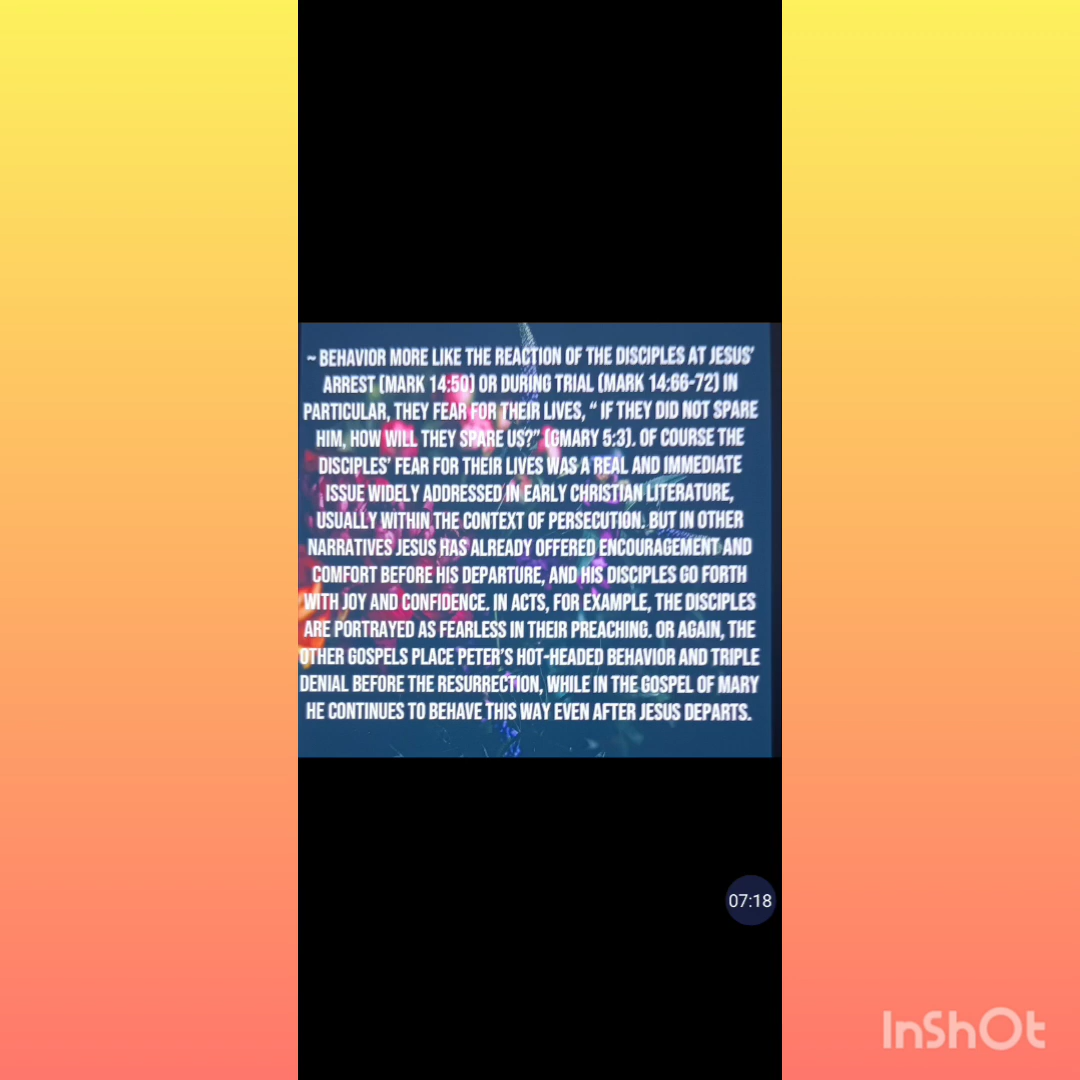 ~ BEHAVIOR MORE LIKE THE REACTION OF THE DISCIPLES AT JESUS'
ARREST (MARK 14:50) OR DURING TRIAL (MARK 14:66-72) IN
PARTICULAR, THEY FEAR FOR THEIR LIVES, “ IF THEY DID NOT SPARE
HIM, HOW WILL THEY SPARE US?” (GMARY 5:3). OF COURSE THE
DISCIPLES' FEAR FOR THEIR LIVES WAS A REAL AND IMMEDIATE
ISSUE WIDELY ADDRESSED IN EARLY CHRISTIAN LITERATURE,
USUALLY WITHIN THE CONTEXT OF PERSECUTION. BUT IN OTHER
NARRATIVES JESUS HAS ALREADY OFFERED ENCOURAGEMENT AND
COMFORT BEFORE HIS DEPARTURE, AND HIS DISCIPLES GO FORTH
WITH JOY AND CONFIDENCE. IN ACTS, FOR EXAMPLE, THE DISCIPLES
ARE PORTRAYED AS FEARLESS IN THEIR PREACHING. OR AGAIN, THE
OTHER GOSPELS PLACE PETER'S HOT-HEADED BEHAVIOR AND TRIPLE
DENIAL BEFORE THE RESURRECTION, WHILE IN THE GOSPEL OF MARY
HE CONTINUES TO BEHAVE THIS WAY EVEN AFTER JESUS DEPARTS.
07:18
InShOt